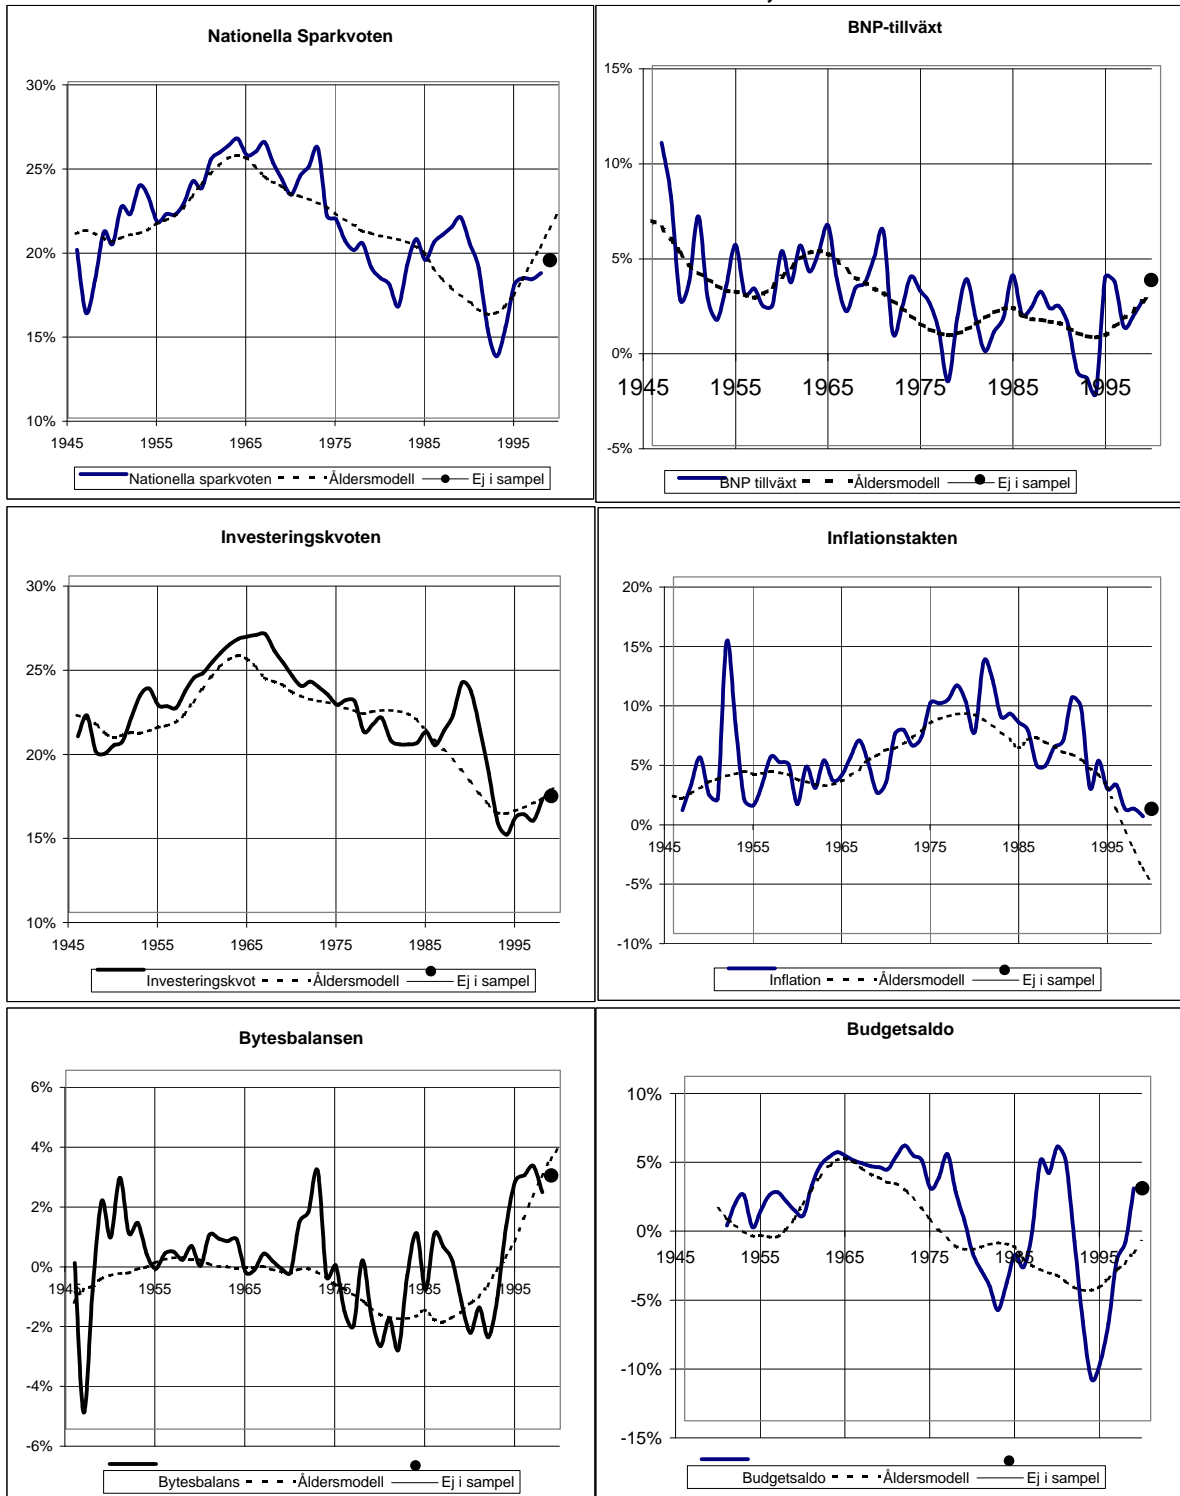 Nationella Sparkvoten
30%
25%
20%
15%
10%
1945 1955 1965 1975 1985 1995
Nationella sparkvoten Åldersmodell Ej i sampel
BNP-tillväxt
15%
10%
5%
0%
1945 1955 1965 1975 1985 1995
-5%
BNP tillväxt Åldersmodell Ej i sampel
Investeringskvoten
30%
25%
20%
15%
10%
1945 1955 1965 1975 1985 1995
Investeringskvot Åldersmodell Ej i sampel
Inflationstakten
20%
15%
10%
5%
0%
1945 1955 1965 1975 1985 1995
-5%
-10%
Inflation Åldersmodell Ej i sampel
Bytesbalansen
6%
4%
2%
0%
1945 1955 1965 1975 1985 1995
-2%
-4%
-6%
Bytesbalans Åldersmodell Ej i sampel
Budgetsaldo
10%
5%
0%
1945 1955 1965 1975 1985 1995
-5%
-10%
-15%
Budgetsaldo Åldersmodell Ej i sampel